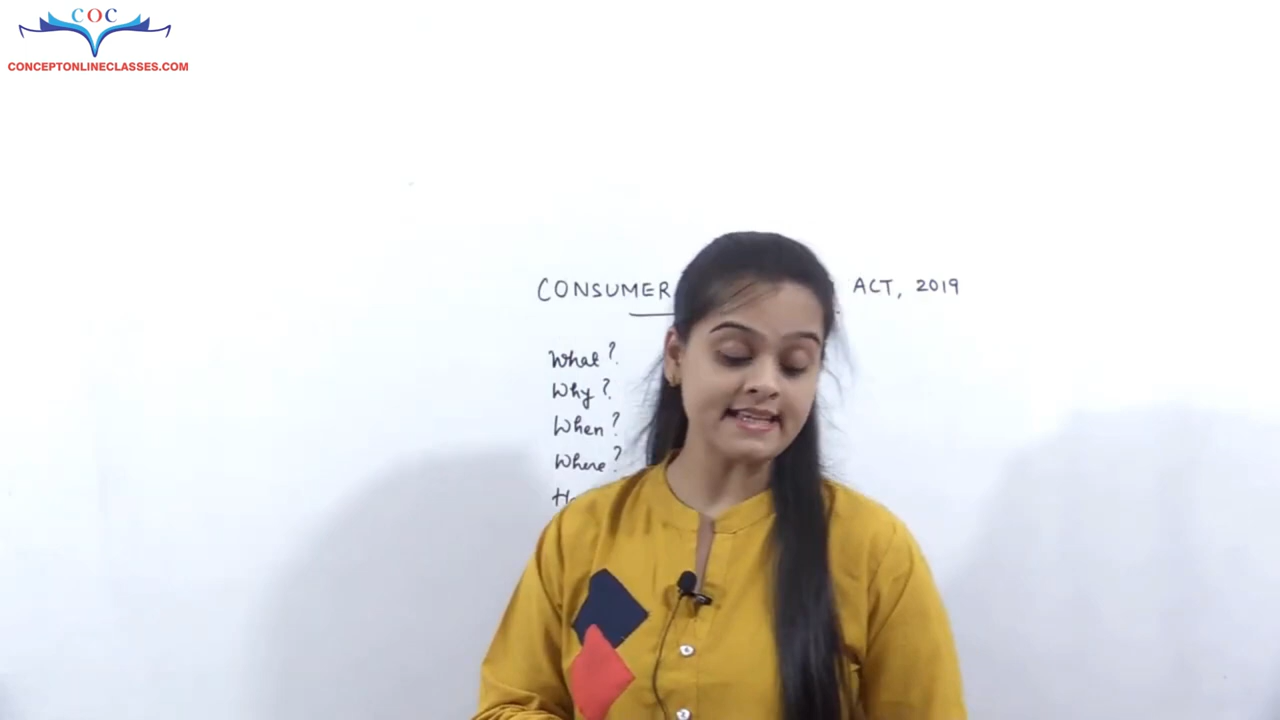 COC
CONCEPTONLINECLASSES.COM
CONSUMER ACT, 2019
What?
Why?
When?
Where?